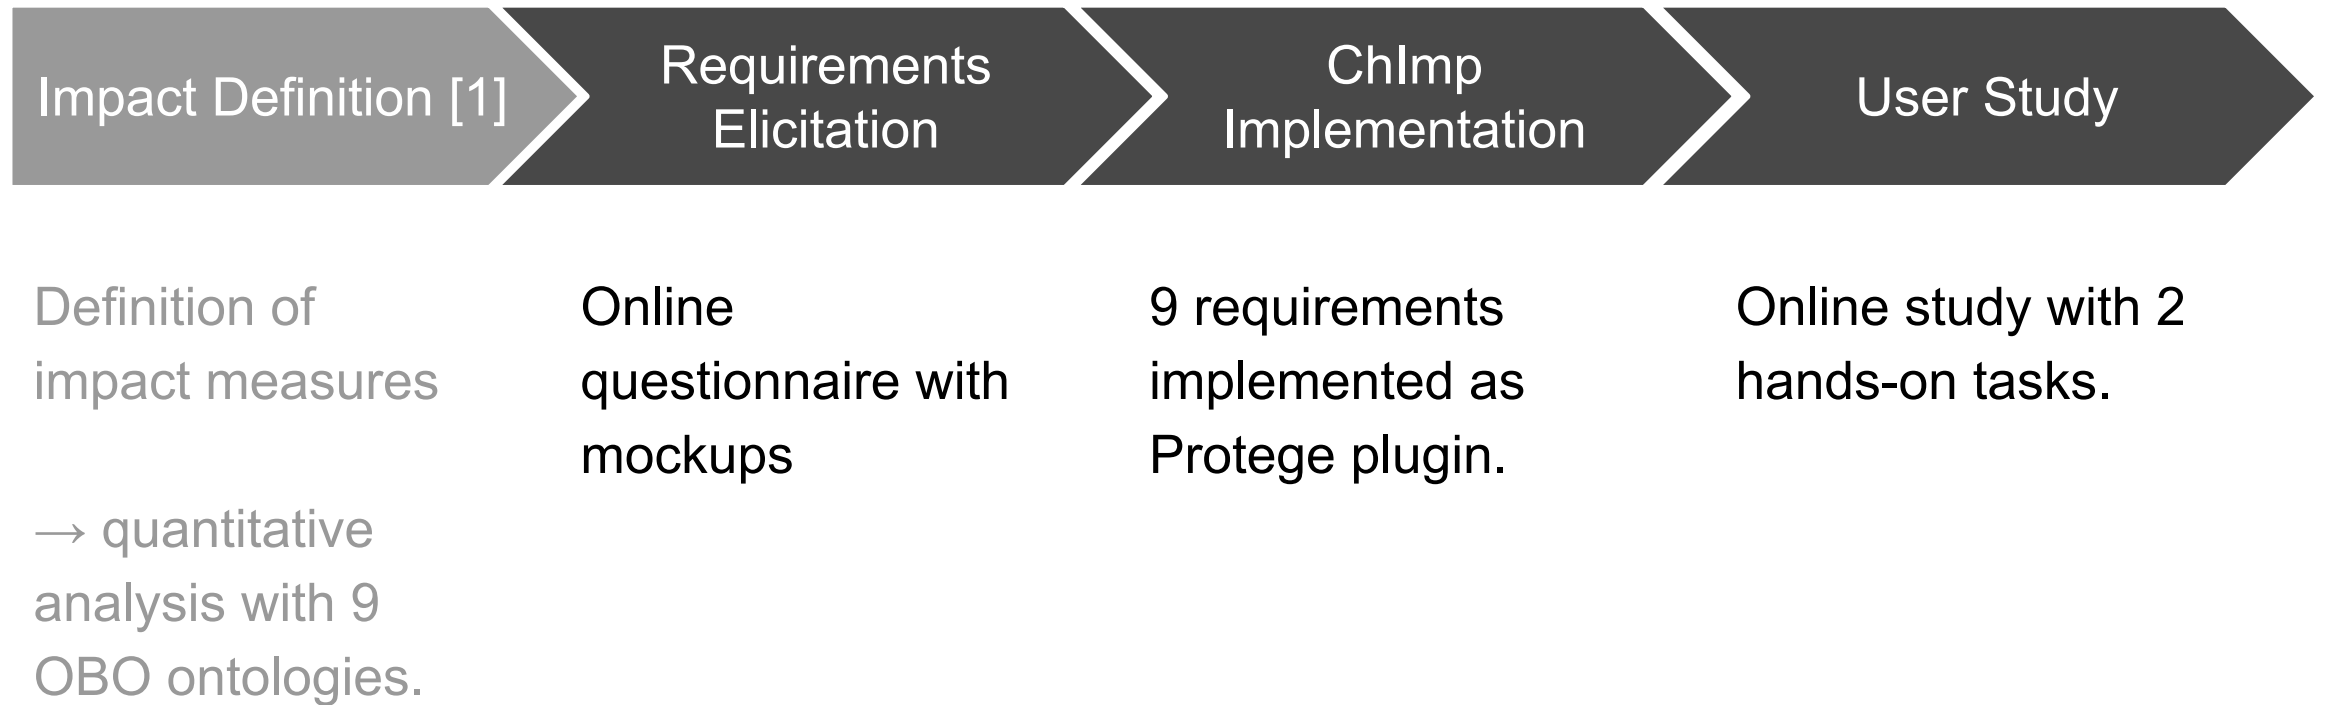 Impact Definition [1]
Requirements
Elicitation
ChImp
Implementation
User Study
Definition of
impact measures
→ quantitative
analysis with 9
OBO ontologies.
Online
questionnaire with
mockups
9 requirements
implemented as
Protege plugin.
Online study with 2
hands-on tasks.